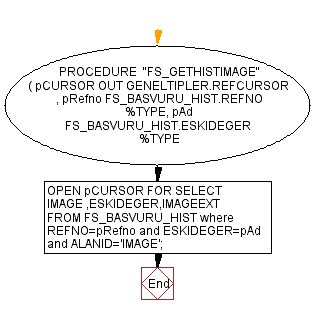 PROCEDURE "FS_GETHISTIMAGE"
( pCURSOR OUT GENELTIPLER.REFCURSOR
, pRefno FS_BASVURU_HIST.REFNO
%TYPE, pAd
FS_BASVURU_HIST.ESKIDEGER
%TYPE
OPEN pCURSOR FOR SELECT
IMAGE ,ESKIDEGER,IMAGEEXT
FROM FS_BASVURU_HIST where
REFNO=pRefno and ESKIDEGER=pAd
and ALANID='IMAGE';
End